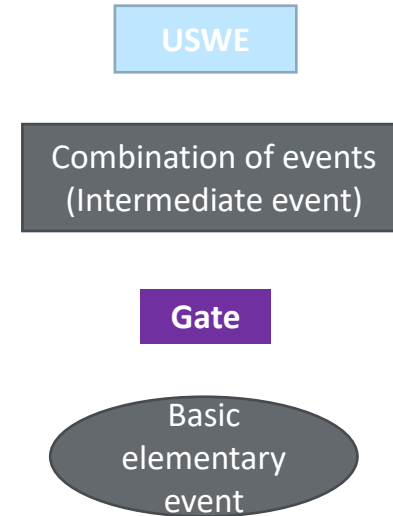 USWE
Combination of events
(Intermediate event)
Gate
Basic
elementary
event